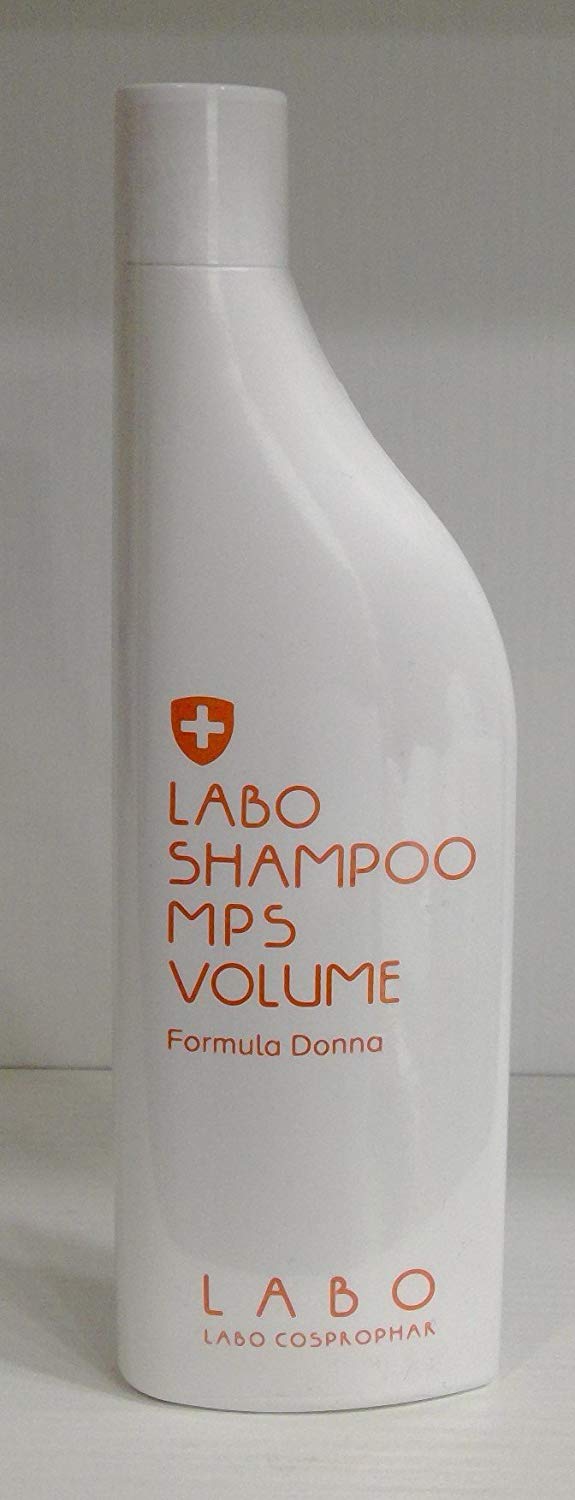 LABO
SHAMPOO
MPS
VOLUME
Formula Donna
LABO
LABO COSPROPHAR